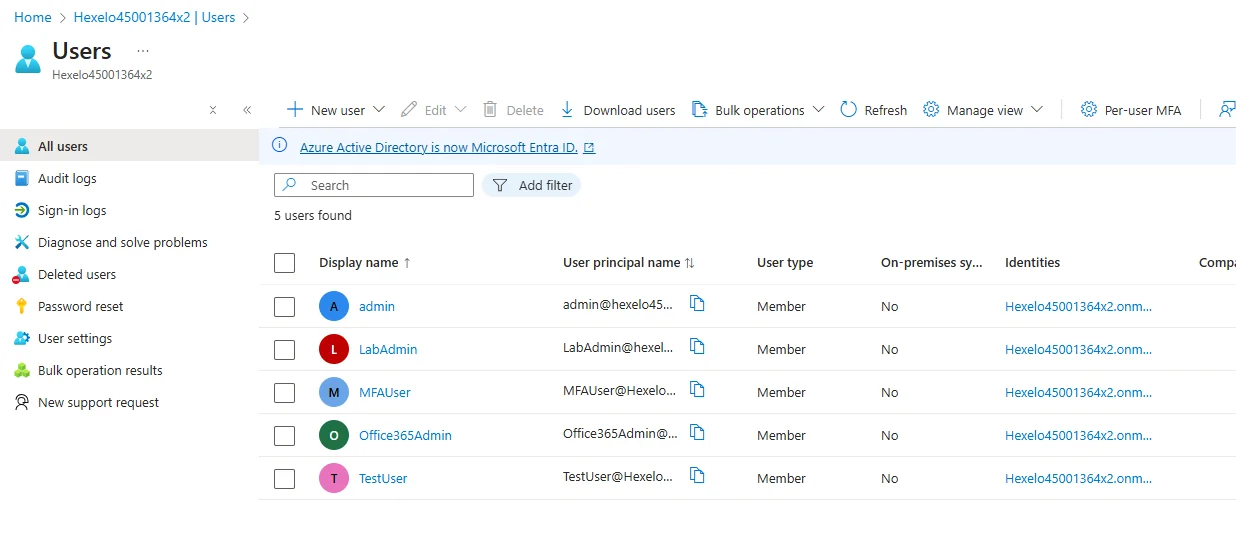 Home > Hexelo45001364x2 | Users >
Users ...
Hexelo45001364x2
New user Edit Delete Download users Bulk operations Refresh Manage view Per-user MFA
All users
Audit logs
Sign-in logs
Diagnose and solve problems
Deleted users
Password reset
User settings
Bulk operation results
New support request
Azure Active Directory is now Microsoft Entra ID.
Search Add filter
5 users found
Display name ↑ User principal name ↑↓ User type On-premises sy... Identities Compa
A admin admin@hexelo45... Member No Hexelo45001364x2.onm...
L LabAdmin LabAdmin@hexel... Member No Hexelo45001364x2.onm...
M MFAUser MFAUser@Hexelo... Member No Hexelo45001364x2.onm...
O Office365Admin Office365Admin@... Member No Hexelo45001364x2.onm...
T TestUser TestUser@Hexelo... Member No Hexelo45001364x2.onm...